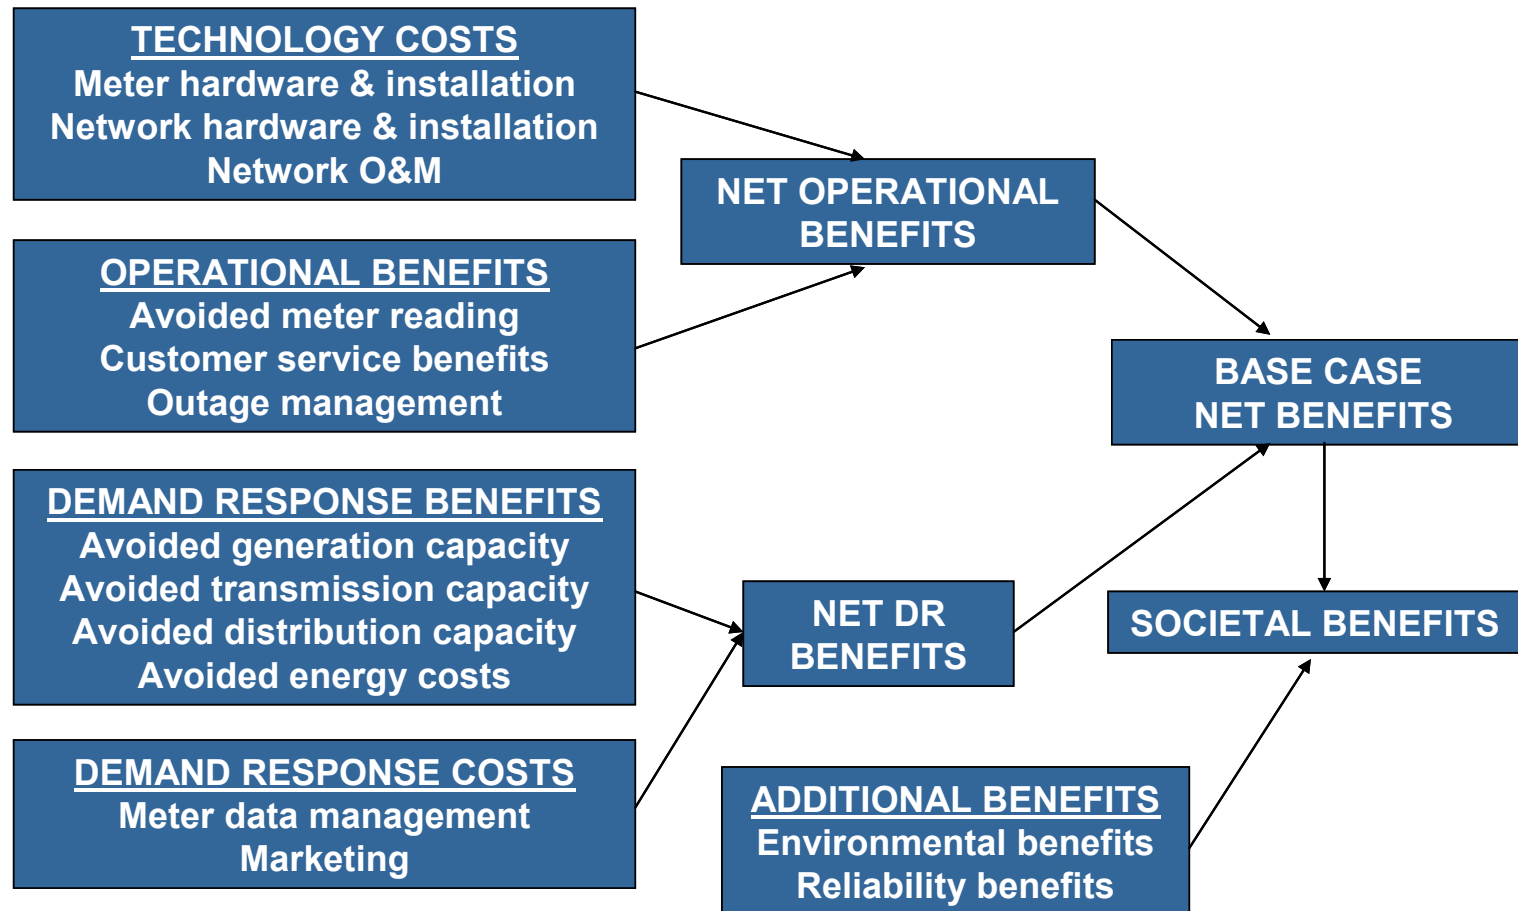 TECHNOLOGY COSTS
Meter hardware & installation
Network hardware & installation
Network O&M
OPERATIONAL BENEFITS
Avoided meter reading
Customer service benefits
Outage management
DEMAND RESPONSE BENEFITS
Avoided generation capacity
Avoided transmission capacity
Avoided distribution capacity
Avoided energy costs
DEMAND RESPONSE COSTS
Meter data management
Marketing
NET OPERATIONAL
BENEFITS
NET DR
BENEFITS
ADDITIONAL BENEFITS
Environmental benefits
Reliability benefits
BASE CASE
NET BENEFITS
SOCIETAL BENEFITS